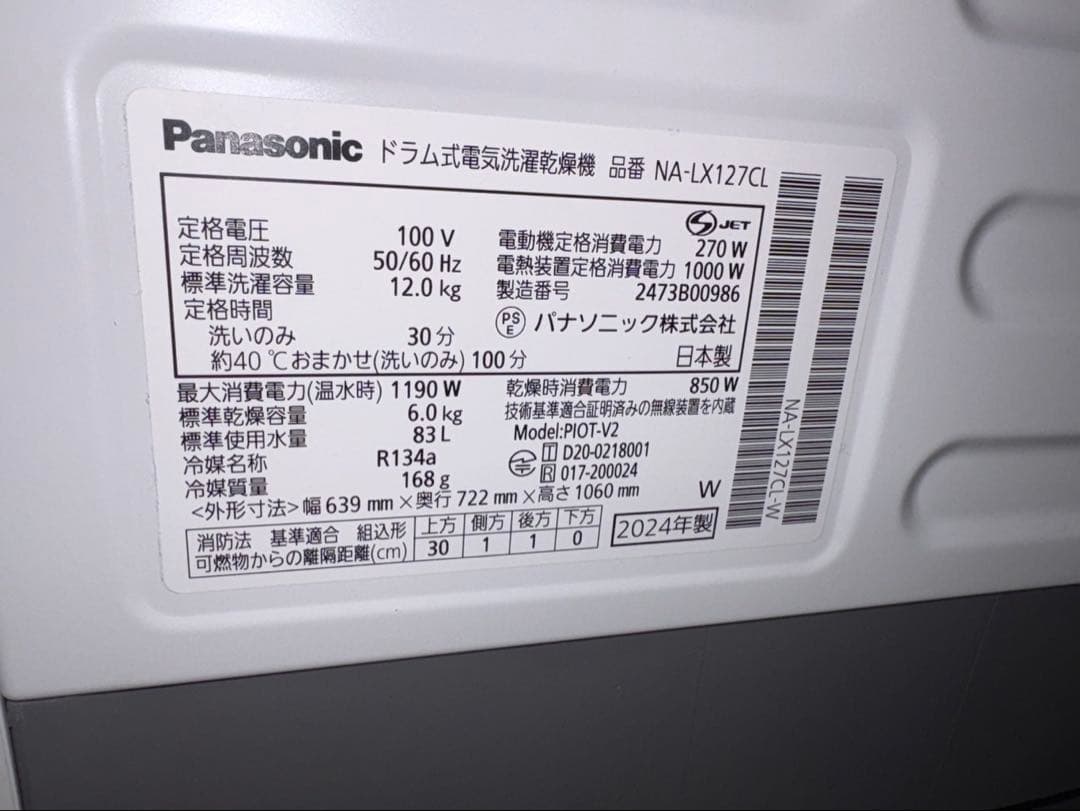 Panasonic ドラム式電気洗濯乾燥機 品番 NA-LX127CL
S JET
定格電圧 100 V
定格周波数 50/60 Hz
標準洗濯容量 12.0 kg
定格時間
洗いのみ 30 分
約40 ℃おまかせ(洗いのみ) 100 分
電動機定格消費電力 270 W
電熱装置定格消費電力 1000 W
製造番号 2473B00986
PSE パナソニック株式会社
日本製
最大消費電力(温水時) 1190 W
標準乾燥容量 6.0 kg
標準使用水量 83 L
冷媒名称 R134a
冷媒質量 168 g
乾燥時消費電力 850 W
技術基準適合証明済みの無線装置を内蔵
Model:PIOT-V2
T D20-0218001
R 017-200024
<外形寸法>幅 639 mm×奥行 722 mm×高さ 1060 mm W
消防法 基準適合 組込形 上方 側方 後方 下方
可燃物からの離隔距離(cm) 30 1 1 0
2024年製
NA-LX127CL-W